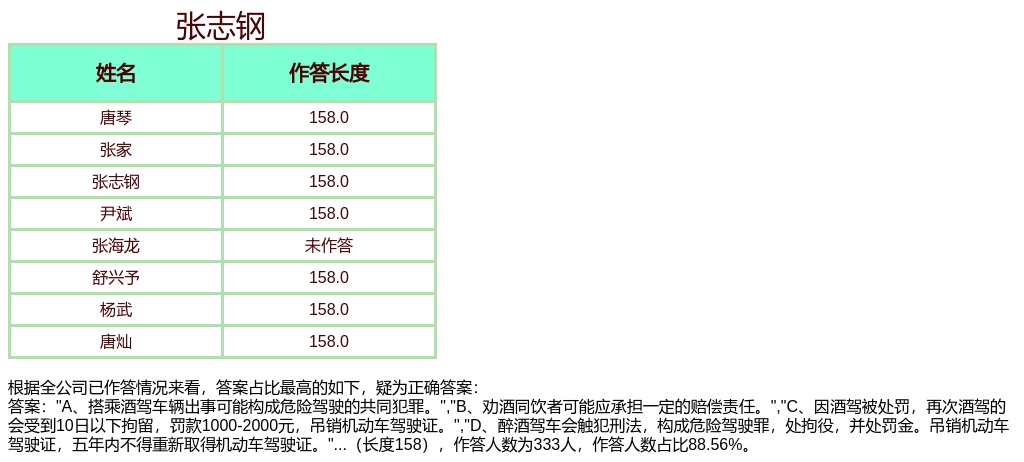 张志钢
姓名 作答长度
唐琴 158.0
张家 158.0
张志钢 158.0
尹斌 158.0
张海龙 未作答
舒兴予 158.0
杨武 158.0
唐灿 158.0
根据全公司已作答情况来看，答案占比最高的如下，疑为正确答案：
答案："A、搭乘酒驾车辆出事可能构成危险驾驶的共同犯罪。","B、劝酒同饮者可能应承担一定的赔偿责任。","C、因酒驾被处罚，再次酒驾的
会受到10日以下拘留，罚款1000-2000元，吊销机动车驾驶证。","D、醉酒驾车会触犯刑法，构成危险驾驶罪，处拘役，并处罚金。吊销机动车
驾驶证，五年内不得重新取得机动车驾驶证。"...（长度158），作答人数为333人，作答人数占比88.56%。